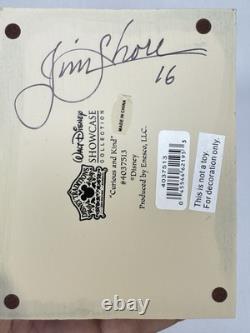 Jim Shore
16
MADE IN CHINA
WALT DISNEY
SHOWCASE
COLLECTION
"Curious and Kind"
#4037513
©Disney
Produced by Enesco, LLC.
4037513
This is not a toy.
For decoration only.